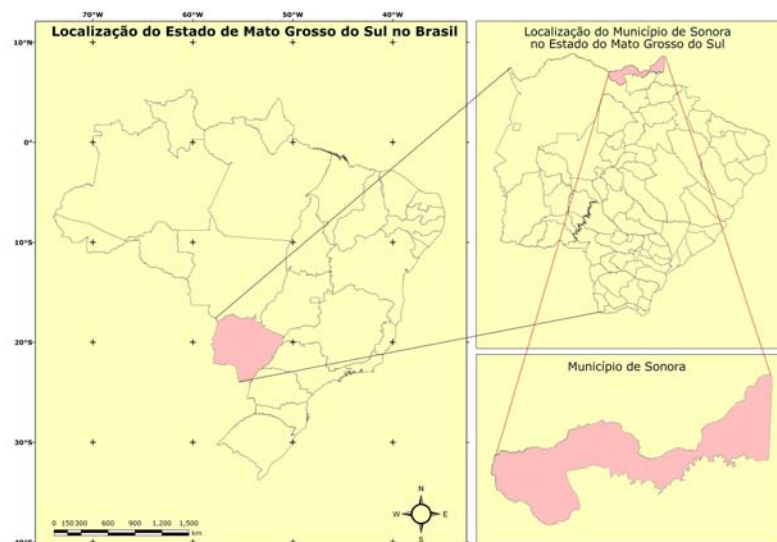 70°W 60°W 50°W 40°W
10°N
Localização do Estado de Mato Grosso do Sul no Brasil
0°
10°S
20°S
30°S
40°S
N
W E
S
0 150 300 600 900 1,200 1,500
km
Localização do Município de Sonora
no Estado do Mato Grosso do Sul
Município de Sonora